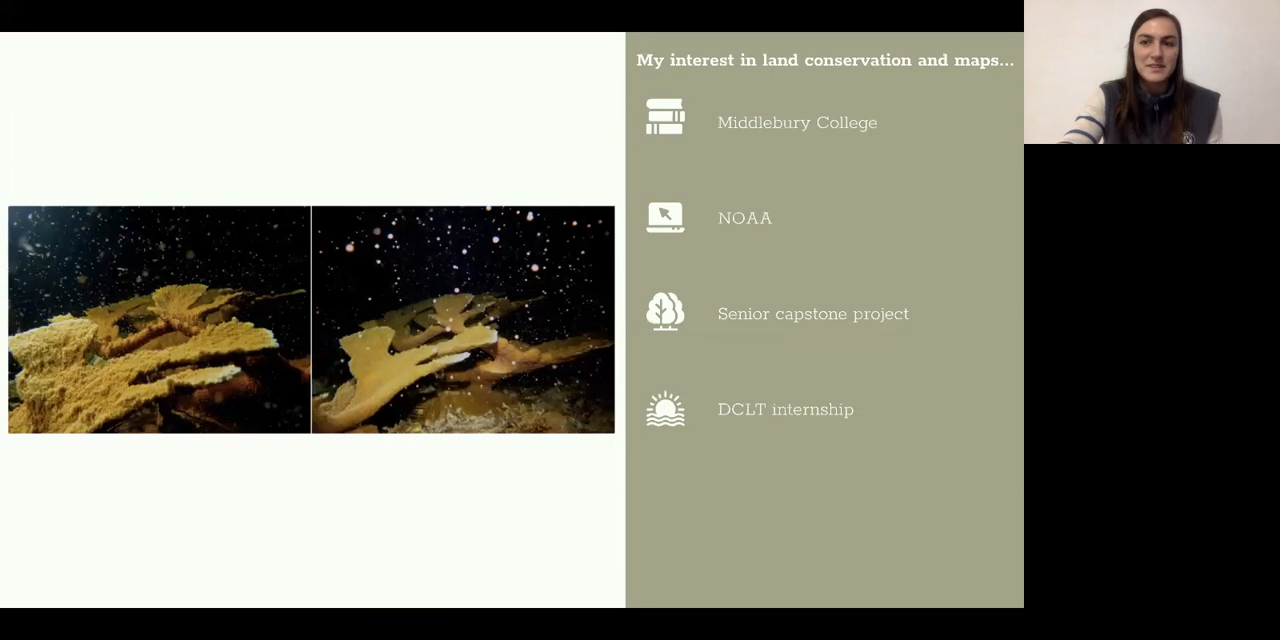 My interest in land conservation and maps...
Middlebury College
NOAA
Senior capstone project
DCLT internship